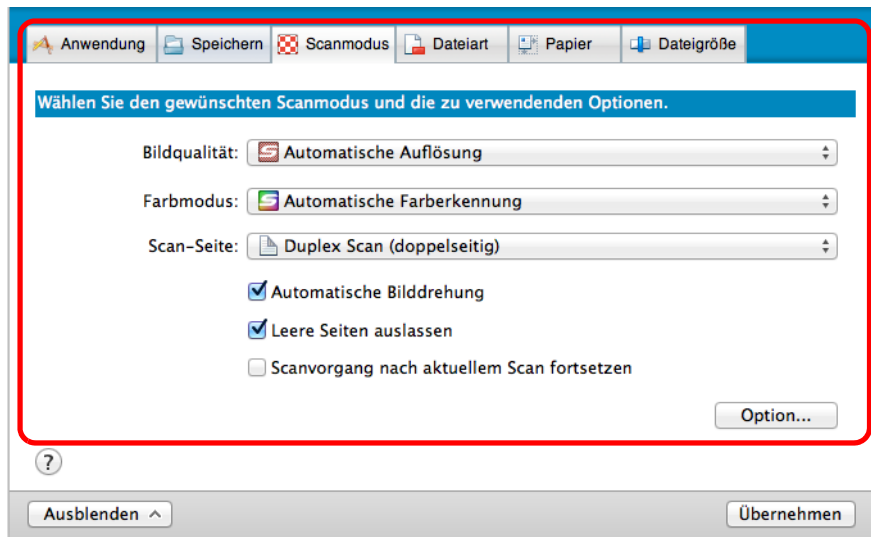 Anwendung Speichern Scanmodus Dateiart Papier Dateigröße
Wählen Sie den gewünschten Scanmodus und die zu verwendenden Optionen.
Bildqualität: Automatische Auflösung
Farbmodus: Automatische Farberkennung
Scan-Seite: Duplex Scan (doppelseitig)
Automatische Bilddrehung
Leere Seiten auslassen
Scanvorgang nach aktuellem Scan fortsetzen
Option...
?
Ausblenden Übernehmen